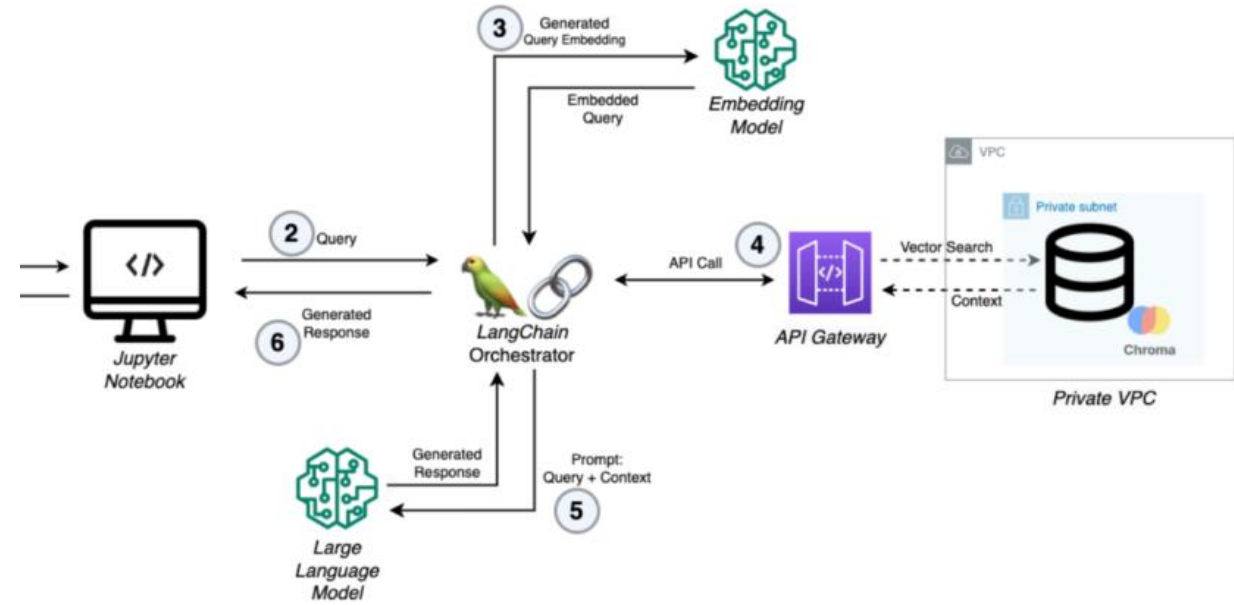 3
Generated
Query Embedding
Embedded
Query
Embedding
Model
VPC
Private subnet
2
Query
4
API Call
Vector Search
Context
</>
</>
Generated
Response
6
LangChain
Orchestrator
API Gateway
Chroma
Jupyter
Notebook
Private VPC
Generated
Response
Prompt:
Query + Context
5
Large
Language
Model